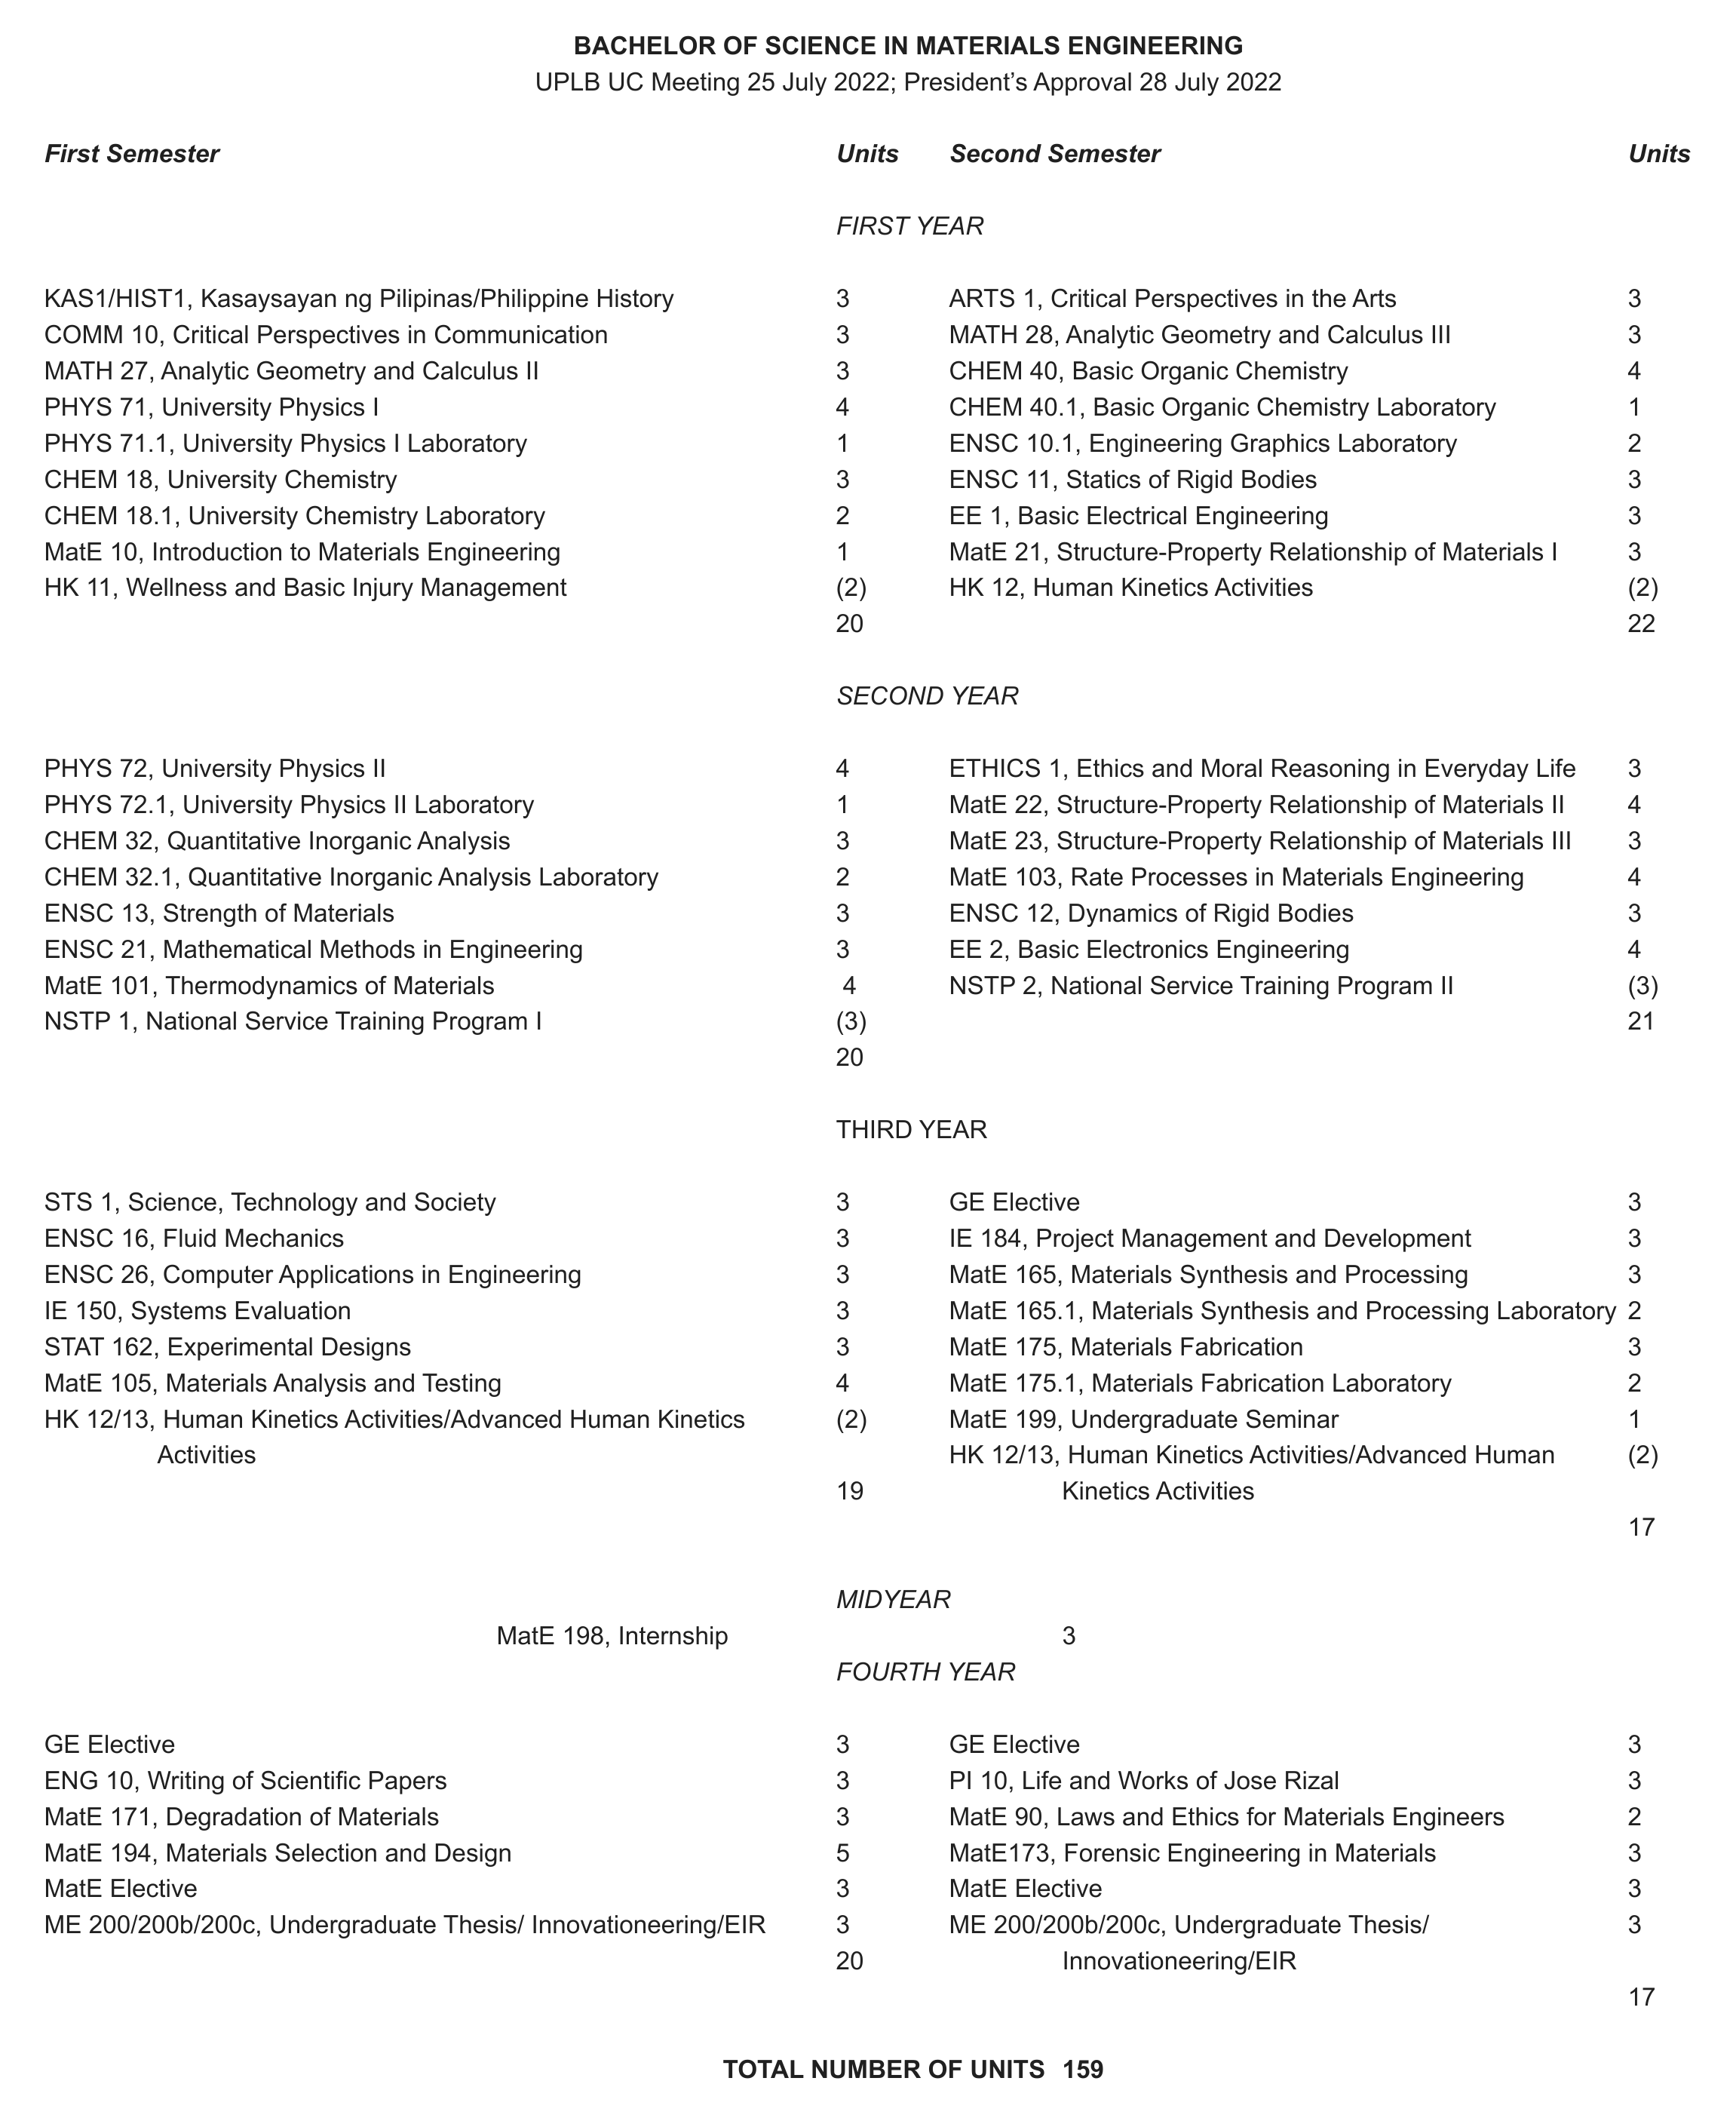 BACHELOR OF SCIENCE IN MATERIALS ENGINEERING
UPLB UC Meeting 25 July 2022; President’s Approval 28 July 2022
First Semester Units Second Semester Units
FIRST YEAR
KAS1/HIST1, Kasaysayan ng Pilipinas/Philippine History 3 ARTS 1, Critical Perspectives in the Arts 3
COMM 10, Critical Perspectives in Communication 3 MATH 28, Analytic Geometry and Calculus III 3
MATH 27, Analytic Geometry and Calculus II 3 CHEM 40, Basic Organic Chemistry 4
PHYS 71, University Physics I 4 CHEM 40.1, Basic Organic Chemistry Laboratory 1
PHYS 71.1, University Physics I Laboratory 1 ENSC 10.1, Engineering Graphics Laboratory 2
CHEM 18, University Chemistry 3 ENSC 11, Statics of Rigid Bodies 3
CHEM 18.1, University Chemistry Laboratory 2 EE 1, Basic Electrical Engineering 3
MatE 10, Introduction to Materials Engineering 1 MatE 21, Structure-Property Relationship of Materials I 3
HK 11, Wellness and Basic Injury Management (2) HK 12, Human Kinetics Activities (2)
20 22
SECOND YEAR
PHYS 72, University Physics II 4 ETHICS 1, Ethics and Moral Reasoning in Everyday Life 3
PHYS 72.1, University Physics II Laboratory 1 MatE 22, Structure-Property Relationship of Materials II 4
CHEM 32, Quantitative Inorganic Analysis 3 MatE 23, Structure-Property Relationship of Materials III 3
CHEM 32.1, Quantitative Inorganic Analysis Laboratory 2 MatE 103, Rate Processes in Materials Engineering 4
ENSC 13, Strength of Materials 3 ENSC 12, Dynamics of Rigid Bodies 3
ENSC 21, Mathematical Methods in Engineering 3 EE 2, Basic Electronics Engineering 4
MatE 101, Thermodynamics of Materials 4 NSTP 2, National Service Training Program II (3)
NSTP 1, National Service Training Program I (3) 21
20
THIRD YEAR
STS 1, Science, Technology and Society 3 GE Elective 3
ENSC 16, Fluid Mechanics 3 IE 184, Project Management and Development 3
ENSC 26, Computer Applications in Engineering 3 MatE 165, Materials Synthesis and Processing 3
IE 150, Systems Evaluation 3 MatE 165.1, Materials Synthesis and Processing Laboratory 2
STAT 162, Experimental Designs 3 MatE 175, Materials Fabrication 3
MatE 105, Materials Analysis and Testing 4 MatE 175.1, Materials Fabrication Laboratory 2
HK 12/13, Human Kinetics Activities/Advanced Human Kinetics (2) MatE 199, Undergraduate Seminar 1
Activities HK 12/13, Human Kinetics Activities/Advanced Human (2)
19 Kinetics Activities
17
MIDYEAR
MatE 198, Internship 3
FOURTH YEAR
GE Elective 3 GE Elective 3
ENG 10, Writing of Scientific Papers 3 PI 10, Life and Works of Jose Rizal 3
MatE 171, Degradation of Materials 3 MatE 90, Laws and Ethics for Materials Engineers 2
MatE 194, Materials Selection and Design 5 MatE173, Forensic Engineering in Materials 3
MatE Elective 3 MatE Elective 3
ME 200/200b/200c, Undergraduate Thesis/ Innovationeering/EIR 3 ME 200/200b/200c, Undergraduate Thesis/ 3
20 Innovationeering/EIR
17
TOTAL NUMBER OF UNITS 159